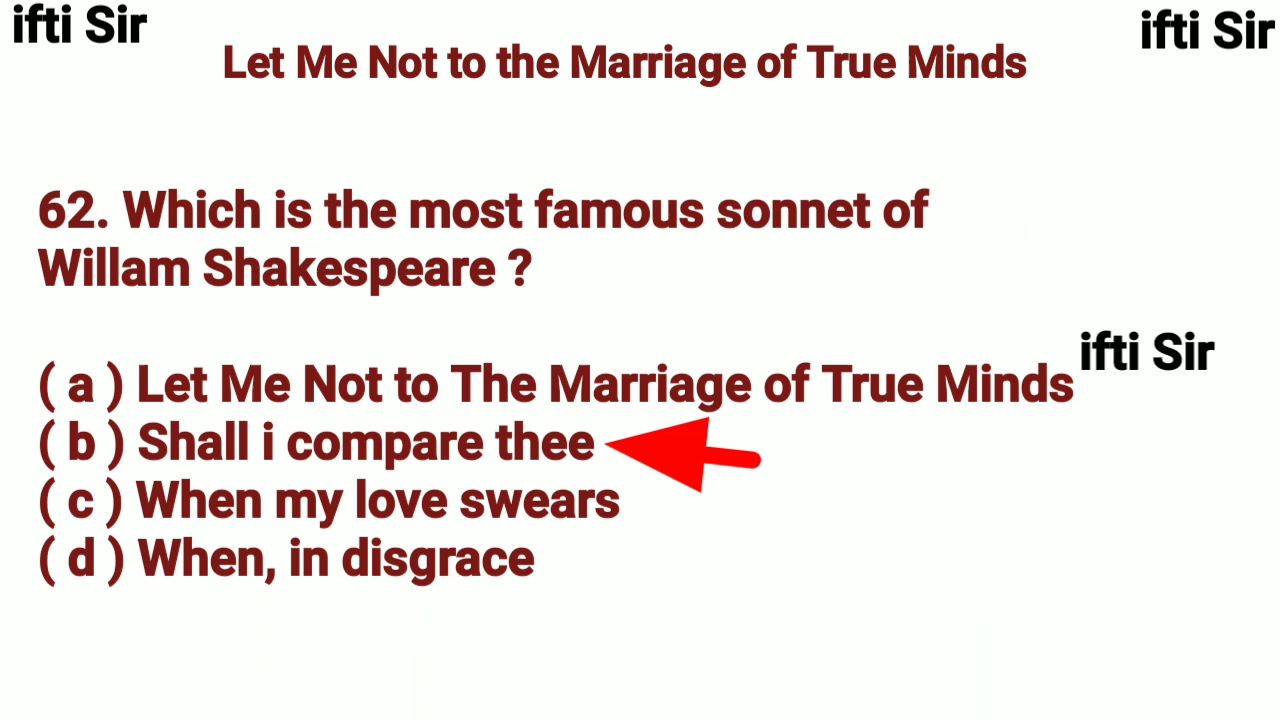 ifti Sir
ifti Sir
Let Me Not to the Marriage of True Minds
62. Which is the most famous sonnet of
Willam Shakespeare ?
ifti Sir
( a ) Let Me Not to The Marriage of True Minds
( b ) Shall i compare thee
( c ) When my love swears
( d ) When, in disgrace